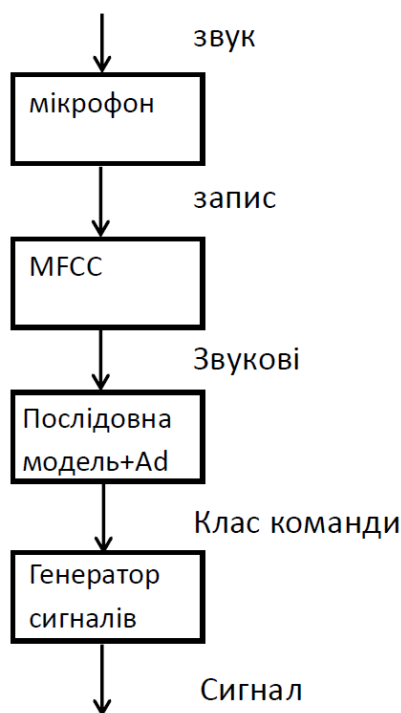 звук
мікрофон
запис
MFCC
Звукові
Послідовна
модель+Ad
Клас команди
Генератор
сигналів
Сигнал